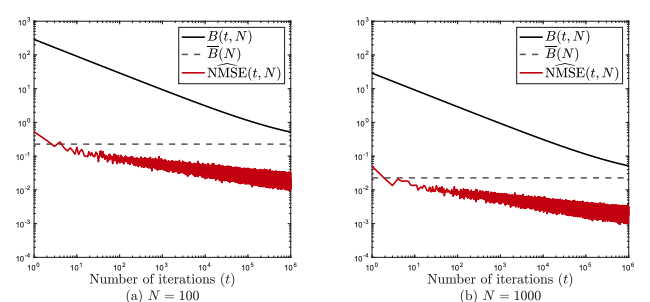 10^3
10^2
10^1
10^0
10^-1
10^-2
10^-3
10^-4
10^0 10^1 10^2 10^3 10^4 10^5 10^6
B(t, N)
B̅(N)
N͡MSE(t, N)
Number of iterations (t)
(a) N = 100
10^3
10^2
10^1
10^0
10^-1
10^-2
10^-3
10^-4
10^0 10^1 10^2 10^3 10^4 10^5 10^6
B(t, N)
B̅(N)
N͡MSE(t, N)
Number of iterations (t)
(b) N = 1000